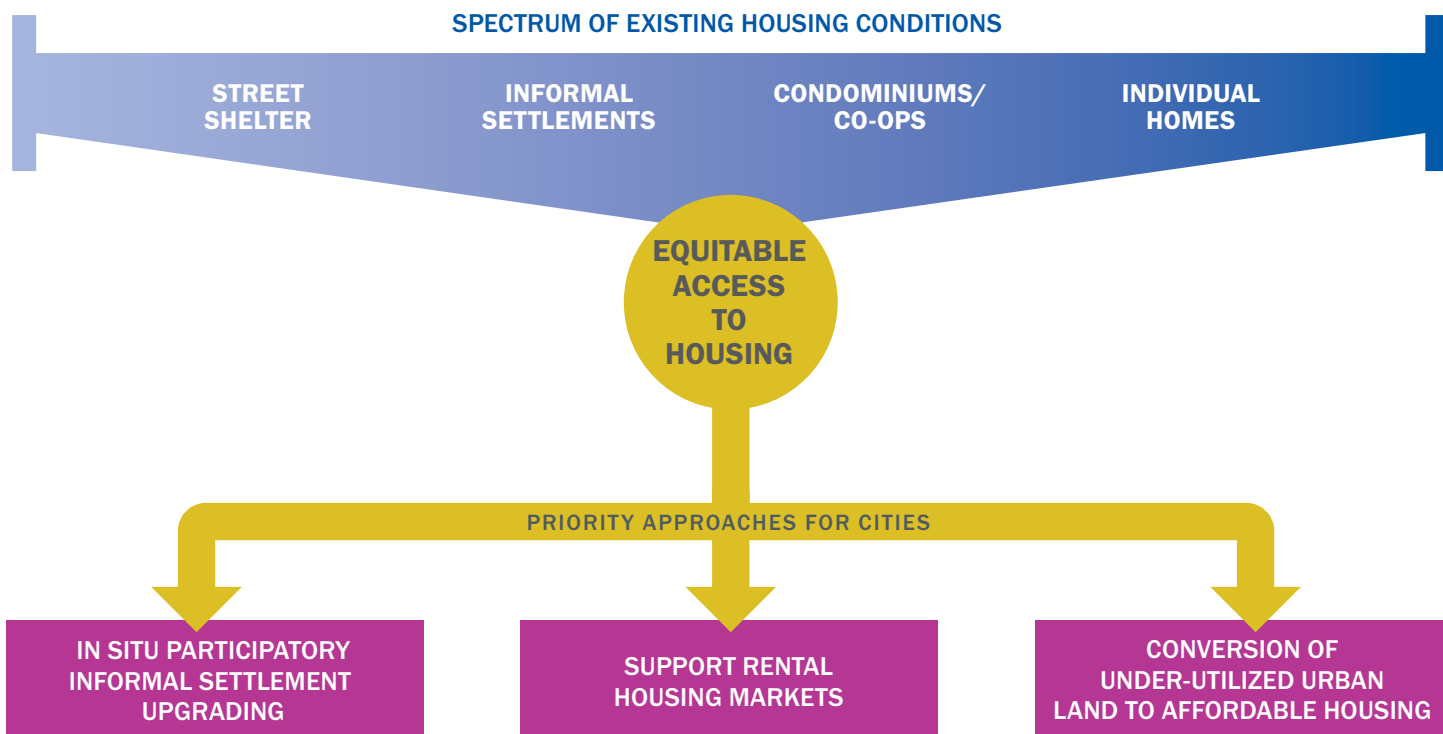 SPECTRUM OF EXISTING HOUSING CONDITIONS
STREET
SHELTER
INFORMAL
SETTLEMENTS
CONDOMINIUMS/
CO-OPS
INDIVIDUAL
HOMES
EQUITABLE
ACCESS
TO
HOUSING
PRIORITY APPROACHES FOR CITIES
IN SITU PARTICIPATORY
INFORMAL SETTLEMENT
UPGRADING
SUPPORT RENTAL
HOUSING MARKETS
CONVERSION OF
UNDER-UTILIZED URBAN
LAND TO AFFORDABLE HOUSING